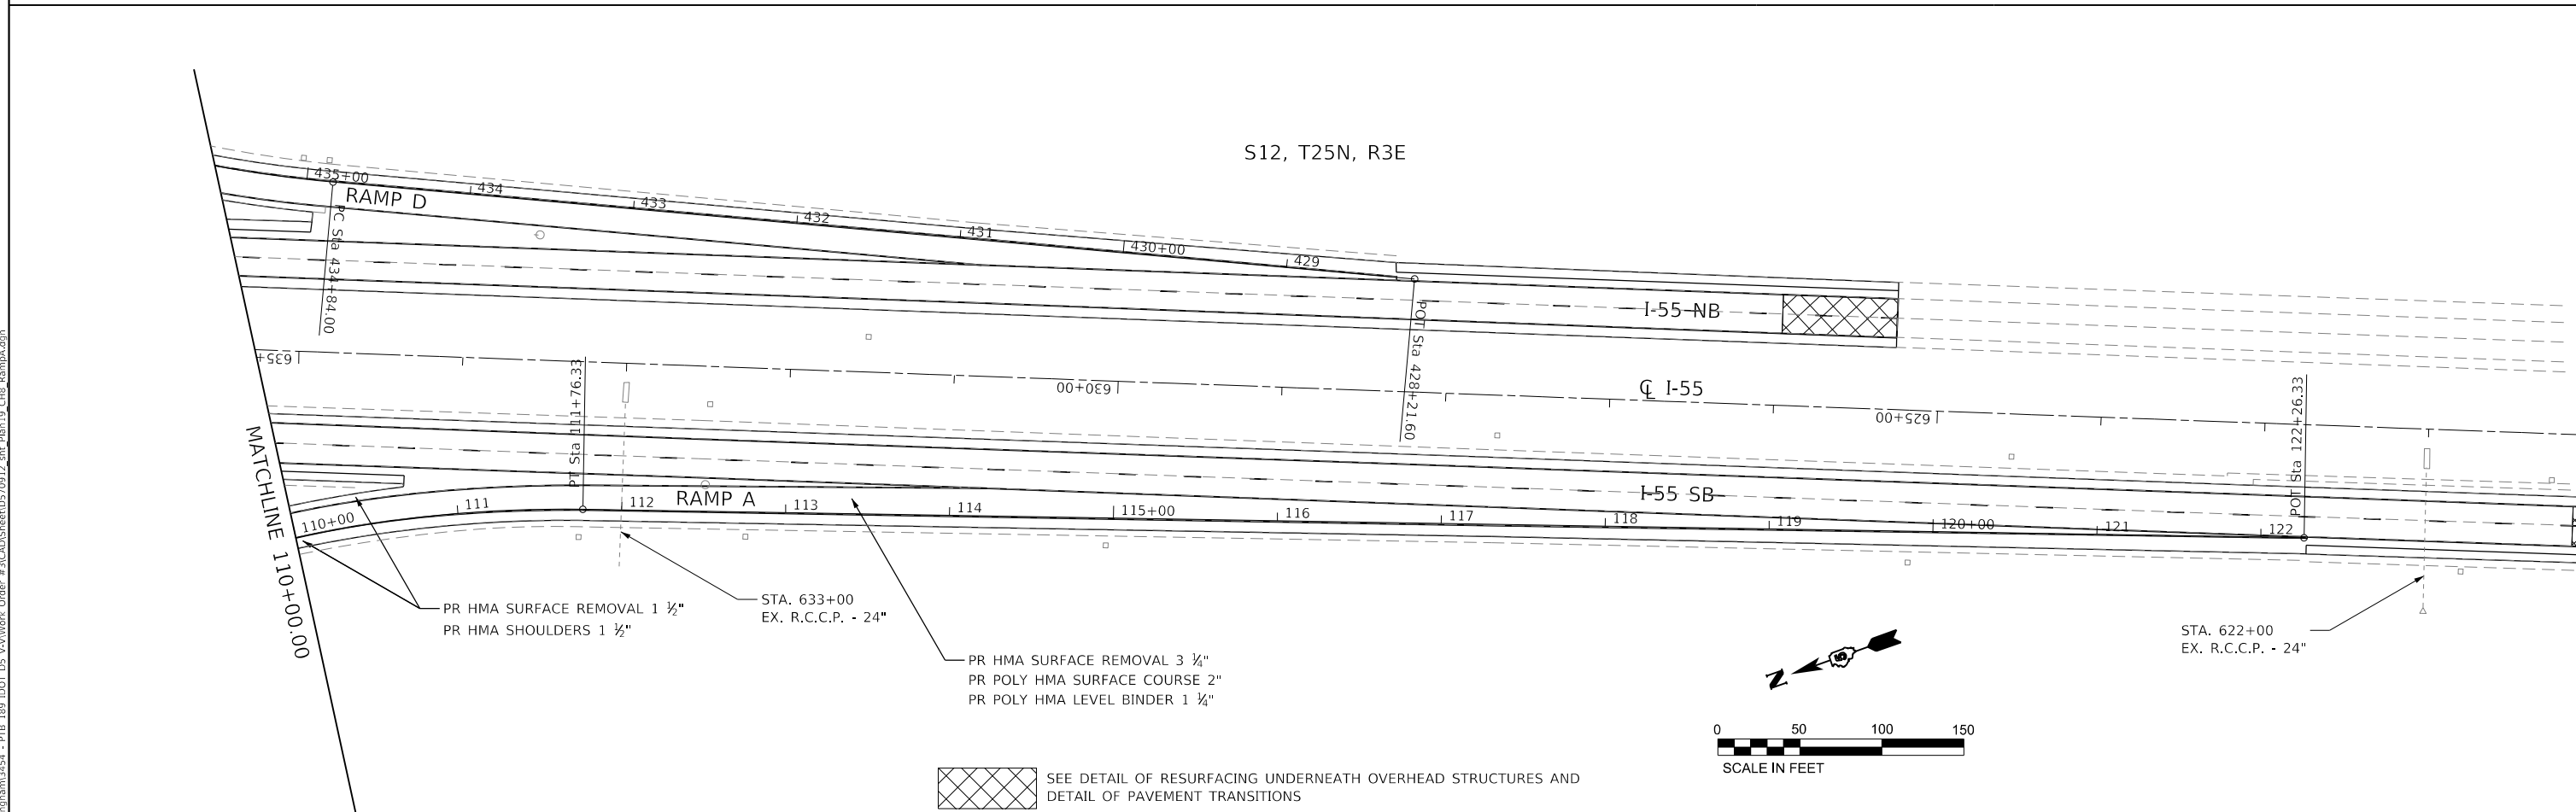 S12, T25N, R3E
435+00
434
433
432
431
430+00
429
RAMP D
PC Sta 434+84.00
POT Sta 428+21.60
I-55 NB
635+
630+00
625+00
℄ I-55
PT Sta 111+76.33
POT Sta 122+26.33
I-55 SB
RAMP A
110+00
111
112
113
114
115+00
116
117
118
119
120+00
121
122
MATCHLINE 110+00.00
PR HMA SURFACE REMOVAL 1 ½"
PR HMA SHOULDERS 1 ½"
STA. 633+00
EX. R.C.C.P. - 24"
PR HMA SURFACE REMOVAL 3 ¼"
PR POLY HMA SURFACE COURSE 2"
PR POLY HMA LEVEL BINDER 1 ¼"
STA. 622+00
EX. R.C.C.P. - 24"
N
5
0 50 100 150
SCALE IN FEET
SEE DETAIL OF RESURFACING UNDERNEATH OVERHEAD STRUCTURES AND
DETAIL OF PAVEMENT TRANSITIONS